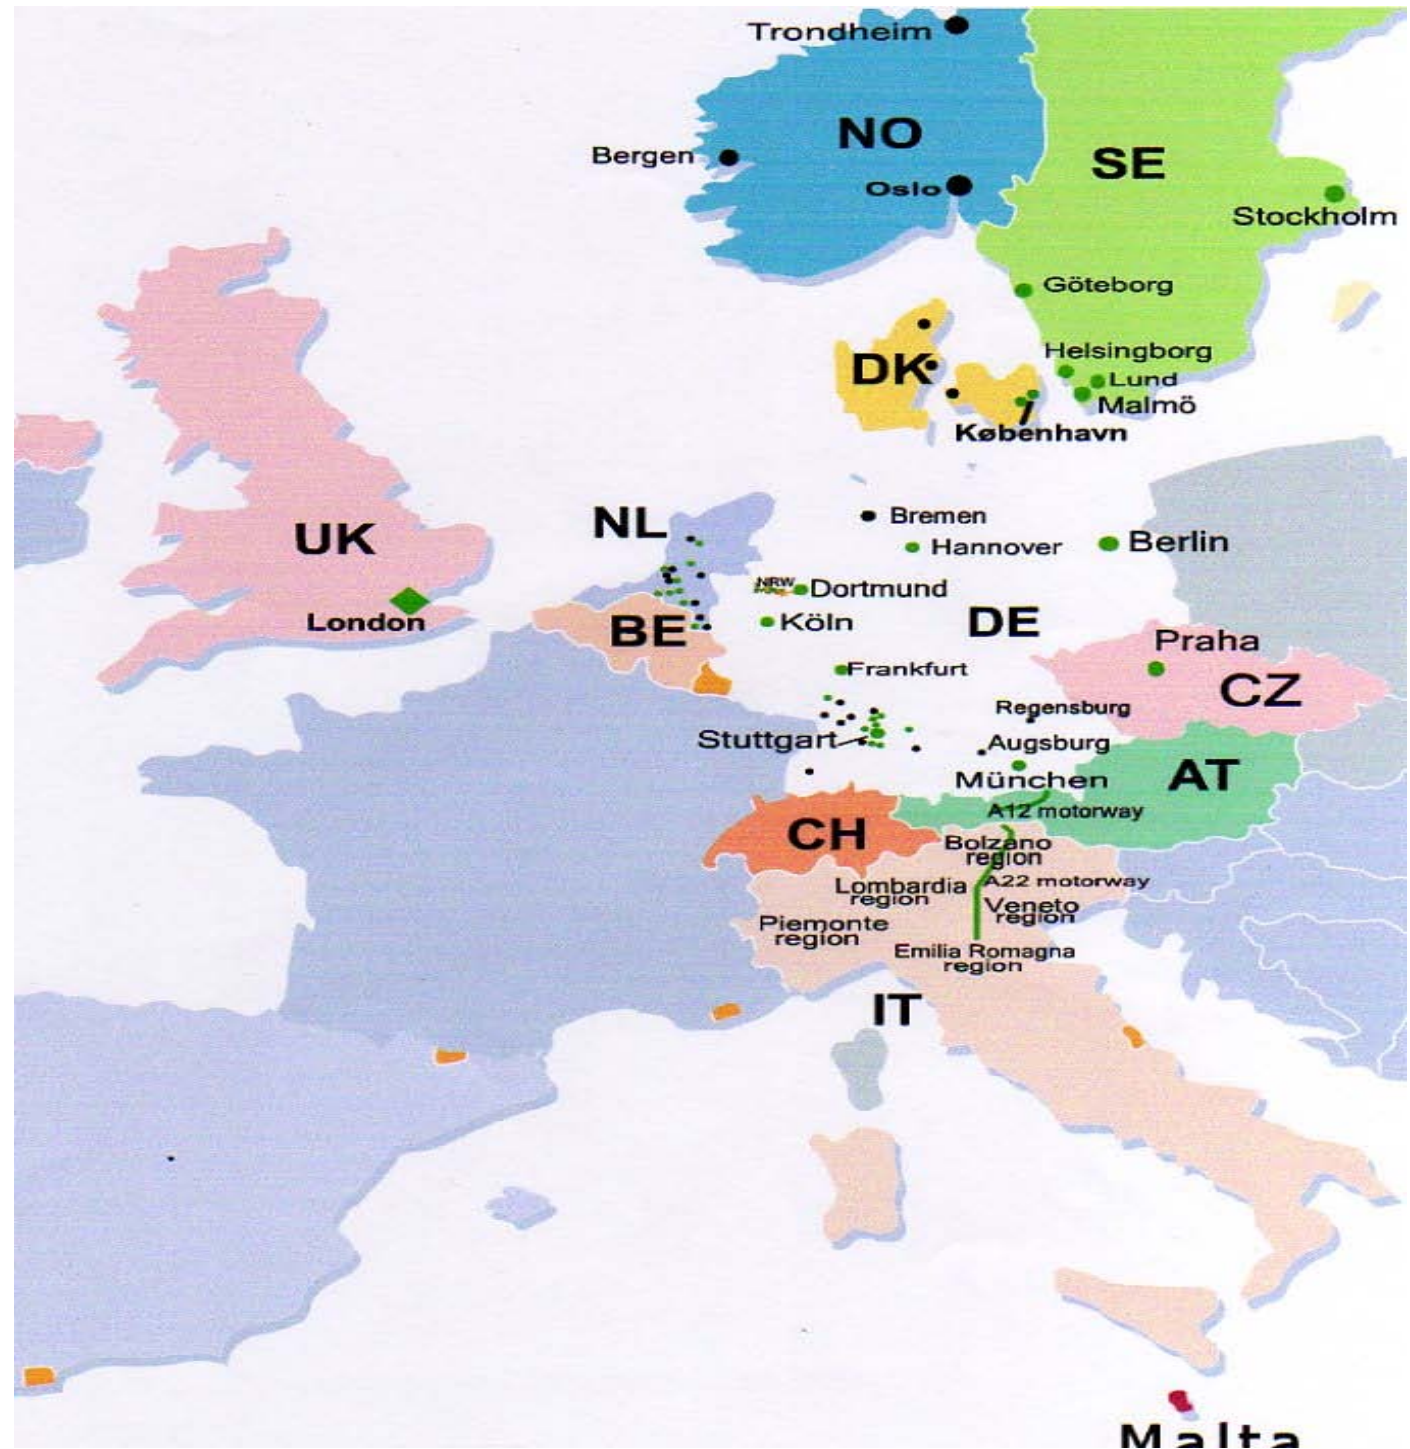 Trondheim
NO
Bergen
SE
Oslo
Stockholm
Göteborg
Helsingborg
DK
Lund
Malmö
København
NL
Bremen
UK
Hannover
Berlin
NRW
Dortmund
London
BE
Köln
DE
Praha
Frankfurt
CZ
Regensburg
Stuttgart
Augsburg
AT
München
A12 motorway
CH
Bolzano
region
Lombardia
region
A22 motorway
Veneto
region
Piemonte
region
Emilia Romagna
region
IT
Malta